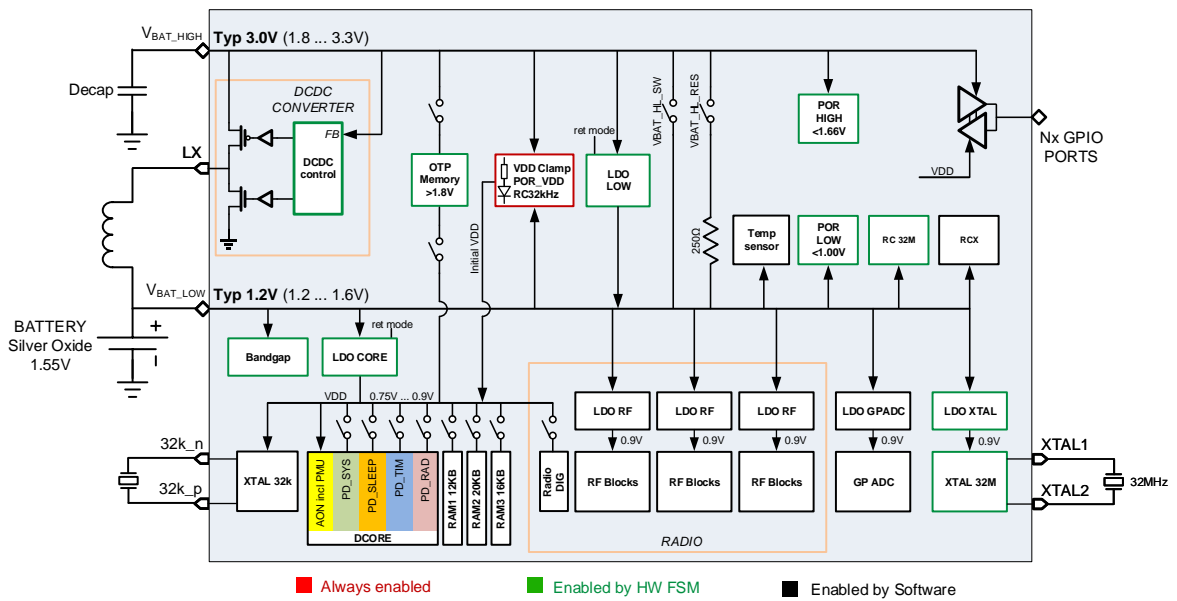 V_BAT_HIGH
Typ 3.0V (1.8 ... 3.3V)
Decap
DCDC
CONVERTER
FB
DCDC
control
LX
OTP
Memory
>1.8V
VDD Clamp
POR_VDD
RC32kHz
ret mode
LDO
LOW
VBAT_HL_SW
VBAT_HL_RES
250Ω
POR
HIGH
<1.66V
VDD
Nx GPIO
PORTS
Initial VDD
Temp
sensor
POR
LOW
<1.00V
RC 32M
RCX
V_BAT_LOW
Typ 1.2V (1.2 ... 1.6V)
BATTERY
Silver Oxide
1.55V
+
Bandgap
ret mode
LDO CORE
VDD
0.75V ... 0.9V
LDO RF
LDO RF
LDO RF
LDO GPADC
LDO XTAL
0.9V
0.9V
0.9V
0.9V
0.9V
32k_n
32k_p
XTAL 32k
AON incl PMU
PD_SYS
PD_SLEEP
PD_TIM
PD_RAD
DCORE
RAM1 12KB
RAM2 20KB
RAM3 16KB
Radio
DIG
RF Blocks
RF Blocks
RF Blocks
RADIO
GP ADC
XTAL 32M
XTAL1
XTAL2
32MHz
Always enabled
Enabled by HW FSM
Enabled by Software